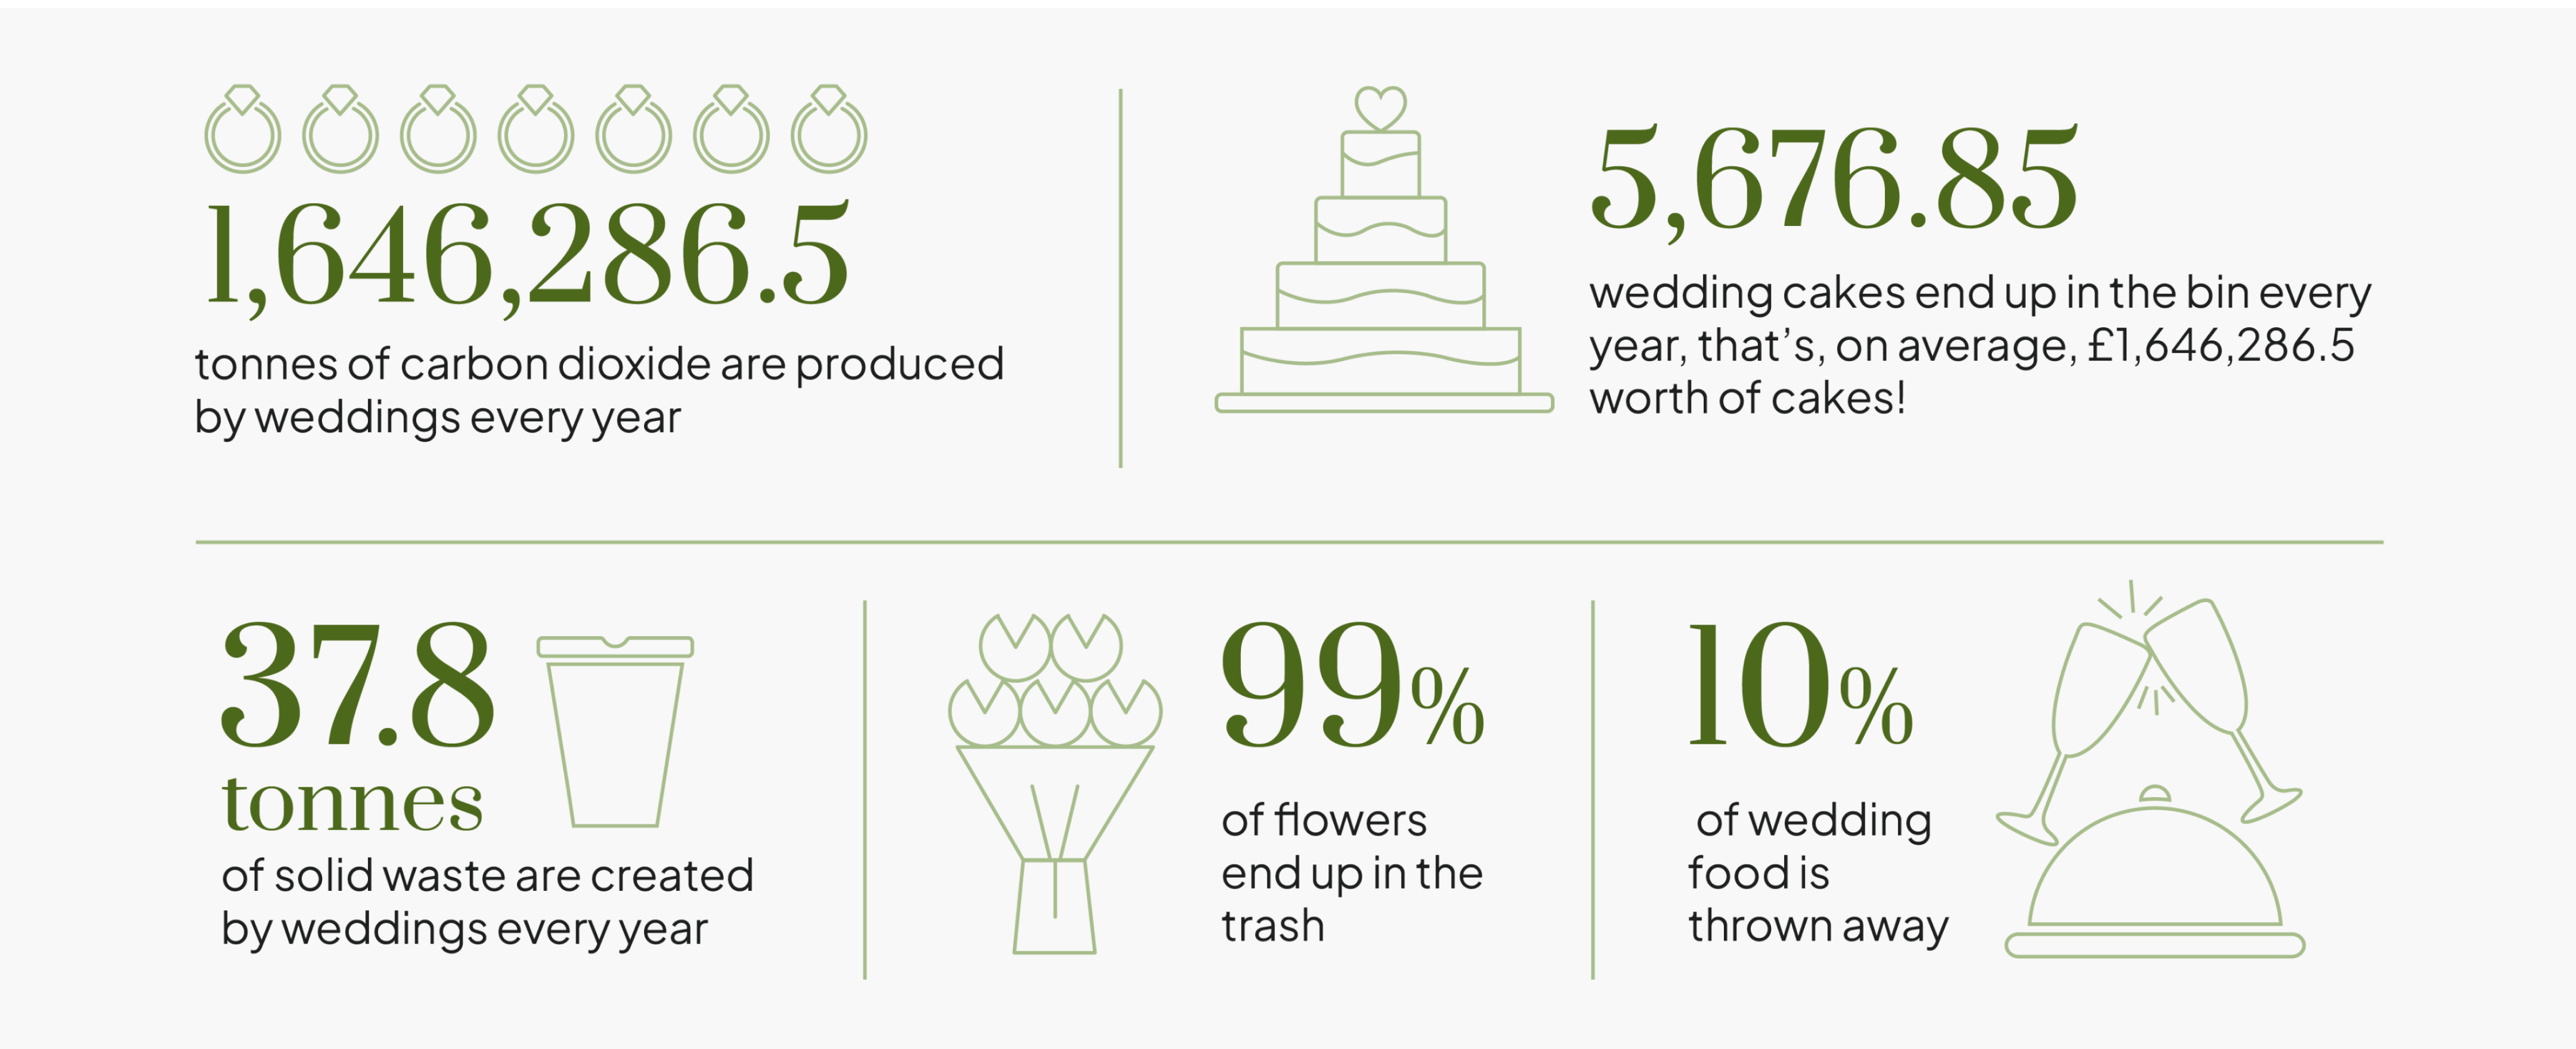 1,646,286.5
tonnes of carbon dioxide are produced
by weddings every year
5,676.85
wedding cakes end up in the bin every
year, that's, on average, £1,646,286.5
worth of cakes!
37.8
tonnes
of solid waste are created
by weddings every year
99%
of flowers
end up in the
trash
10%
of wedding
food is
thrown away